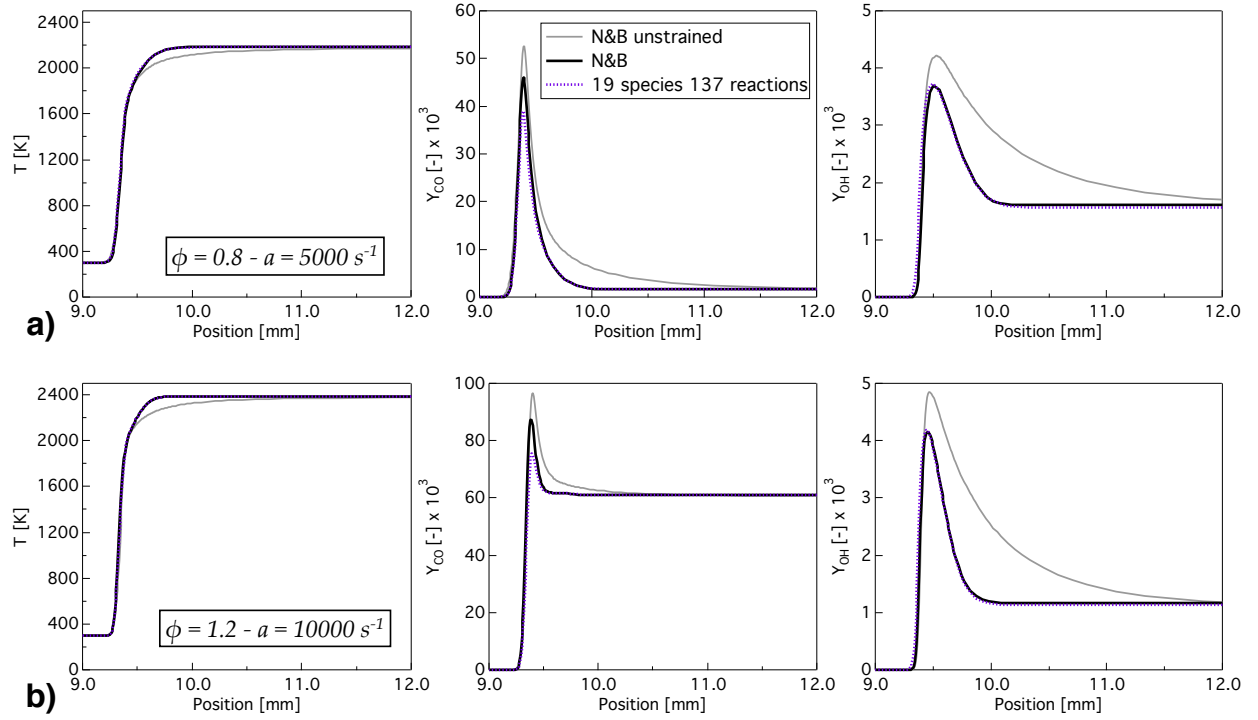 2400
2000
1600
1200
800
400
0
T [K]
9.0 10.0 11.0 12.0
Position [mm]
ϕ = 0.8 - a = 5000 s⁻¹
a)
60
50
40
30
20
10
0
Y_CO [-] x 10³
9.0 10.0 11.0 12.0
Position [mm]
N&B unstrained
N&B
19 species 137 reactions
5
4
3
2
1
0
Y_OH [-] x 10³
9.0 10.0 11.0 12.0
Position [mm]
2400
2000
1600
1200
800
400
0
T [K]
9.0 10.0 11.0 12.0
Position [mm]
ϕ = 1.2 - a = 10000 s⁻¹
b)
100
80
60
40
20
0
Y_CO [-] x 10³
9.0 10.0 11.0 12.0
Position [mm]
5
4
3
2
1
0
Y_OH [-] x 10³
9.0 10.0 11.0 12.0
Position [mm]